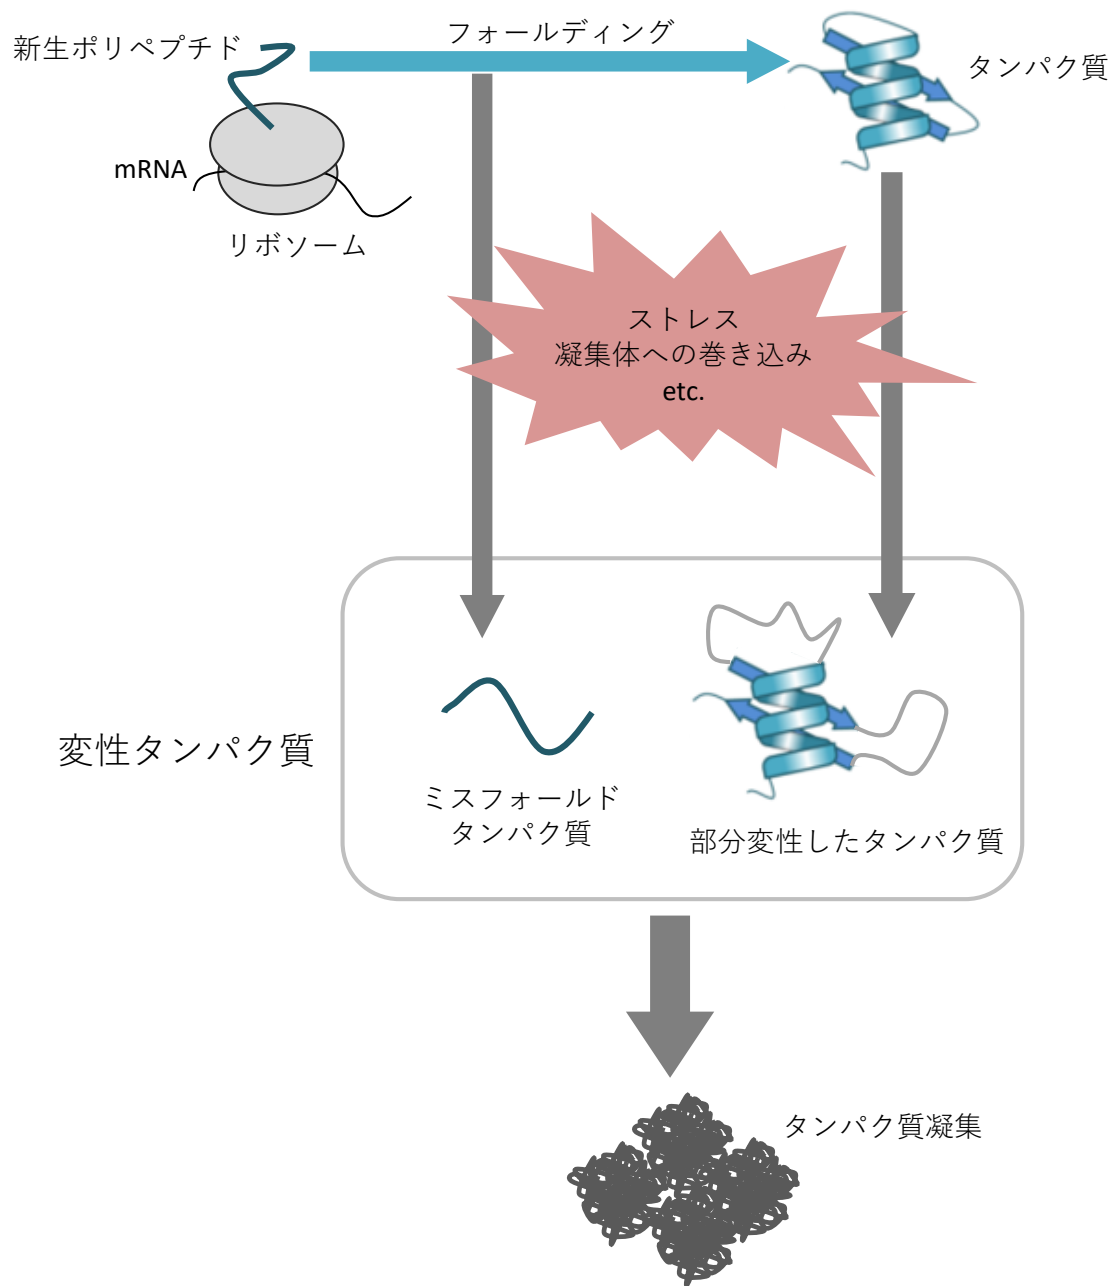 フォールディング
新生ポリペプチド
タンパク質
mRNA
リボソーム
ストレス
凝集体への巻き込み
etc.
変性タンパク質
ミスフォールド
タンパク質
部分変性したタンパク質
タンパク質凝集